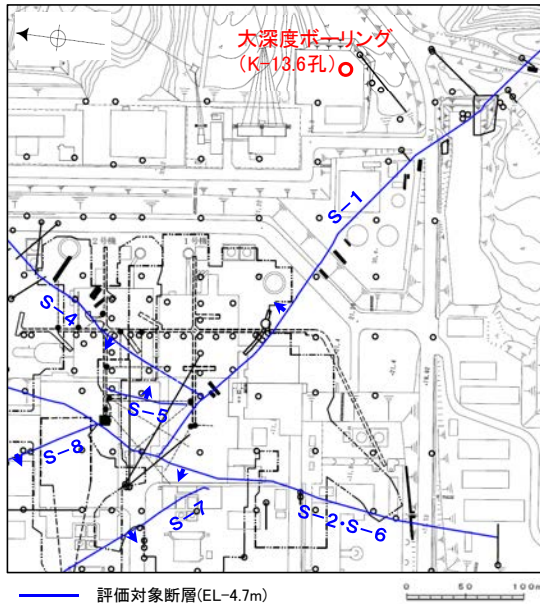 大深度ボーリング
(K-13.6孔)
S-1
2号機
1号機
S-4
S-5
S-8
S-7
S-2・S-6
評価対象断層(EL-4.7m)
0 50 100m